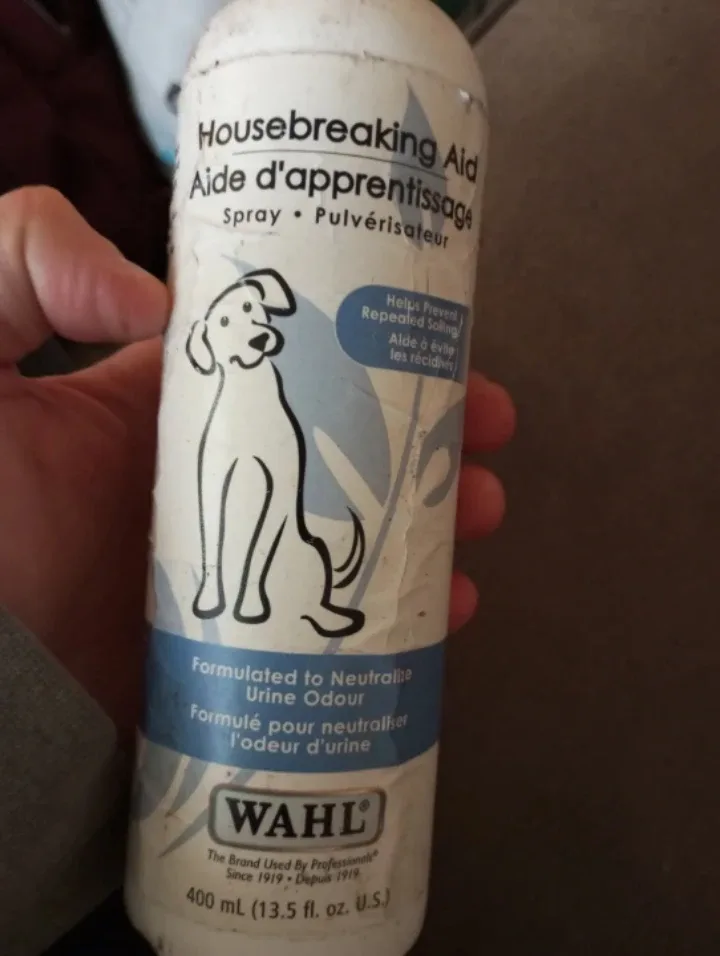 Housebreaking Aid
Aide d'apprentissage
Spray • Pulvérisateur
Helps Prevent
Repeated Soiling
Aide à évite
les récidives
Formulated to Neutralize
Urine Odour
Formulé pour neutraliser
l'odeur d'urine
WAHL®
The Brand Used By Professionals®
Since 1919 • Depuis 1919
400 mL (13.5 fl. oz. U.S.)